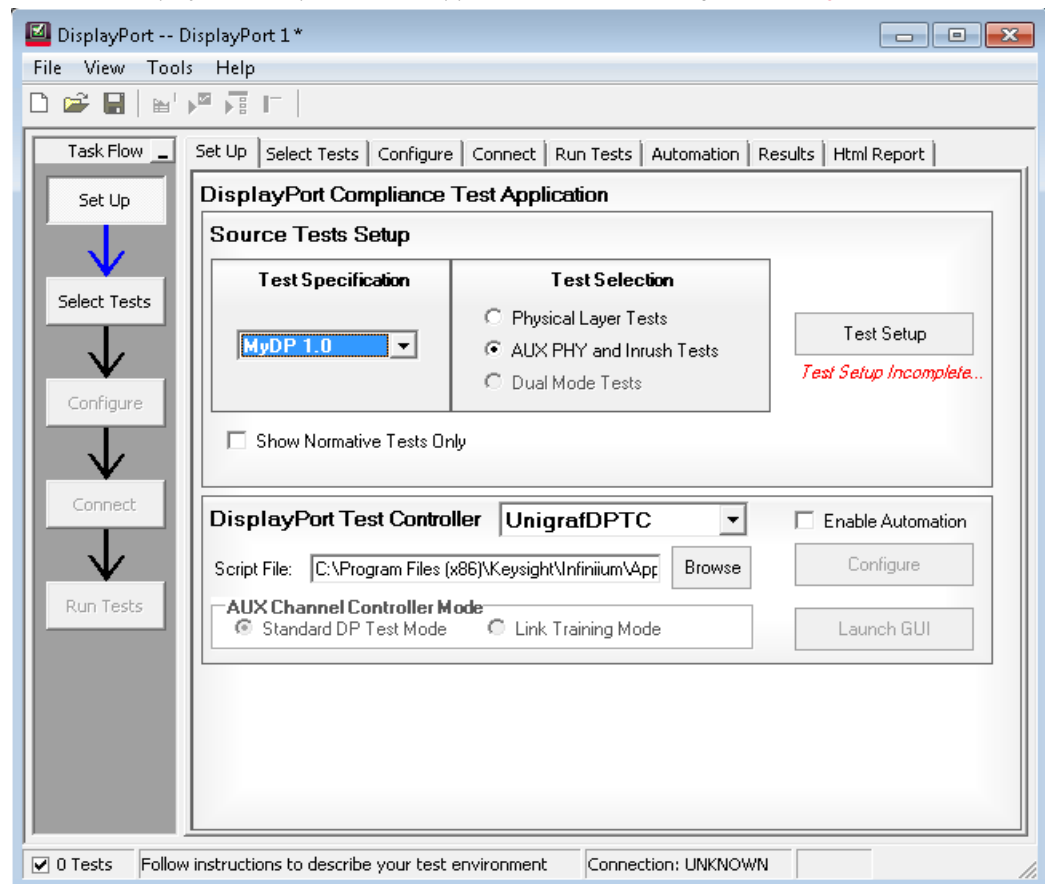 DisplayPort -- DisplayPort 1*
File View Tools Help
Task Flow
Set Up Select Tests Configure Connect Run Tests Automation Results Html Report
Set Up
Select Tests
Configure
Connect
Run Tests
DisplayPort Compliance Test Application
Source Tests Setup
Test Specification
MyDP 1.0
Test Selection
Physical Layer Tests
AUX PHY and Inrush Tests
Dual Mode Tests
Test Setup
Test Setup Incomplete...
Show Normative Tests Only
DisplayPort Test Controller UnigrafDPTC
Enable Automation
Script File: C:\Program Files (x86)\Keysight\Infiniium\App Browse
Configure
AUX Channel Controller Mode
Standard DP Test Mode Link Training Mode
Launch GUI
0 Tests Follow instructions to describe your test environment Connection: UNKNOWN